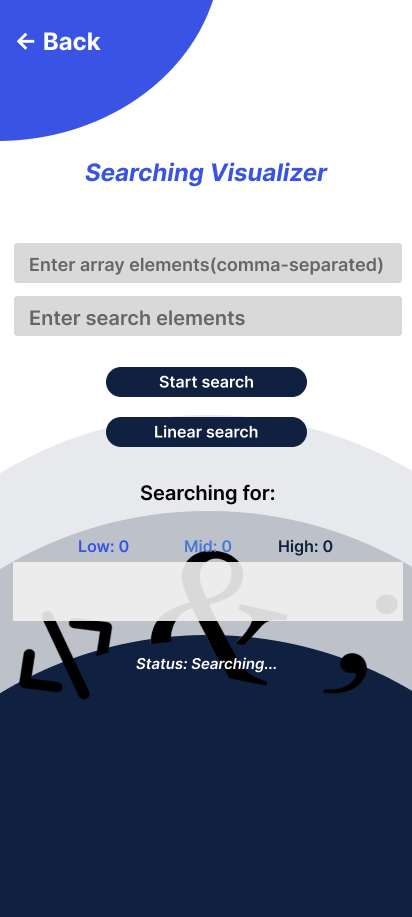 ← Back
Searching Visualizer
Enter array elements(comma-separated)
Enter search elements
Start search
Linear search
Searching for:
Low: 0 Mid: 0 High: 0
</> & ;
Status: Searching...